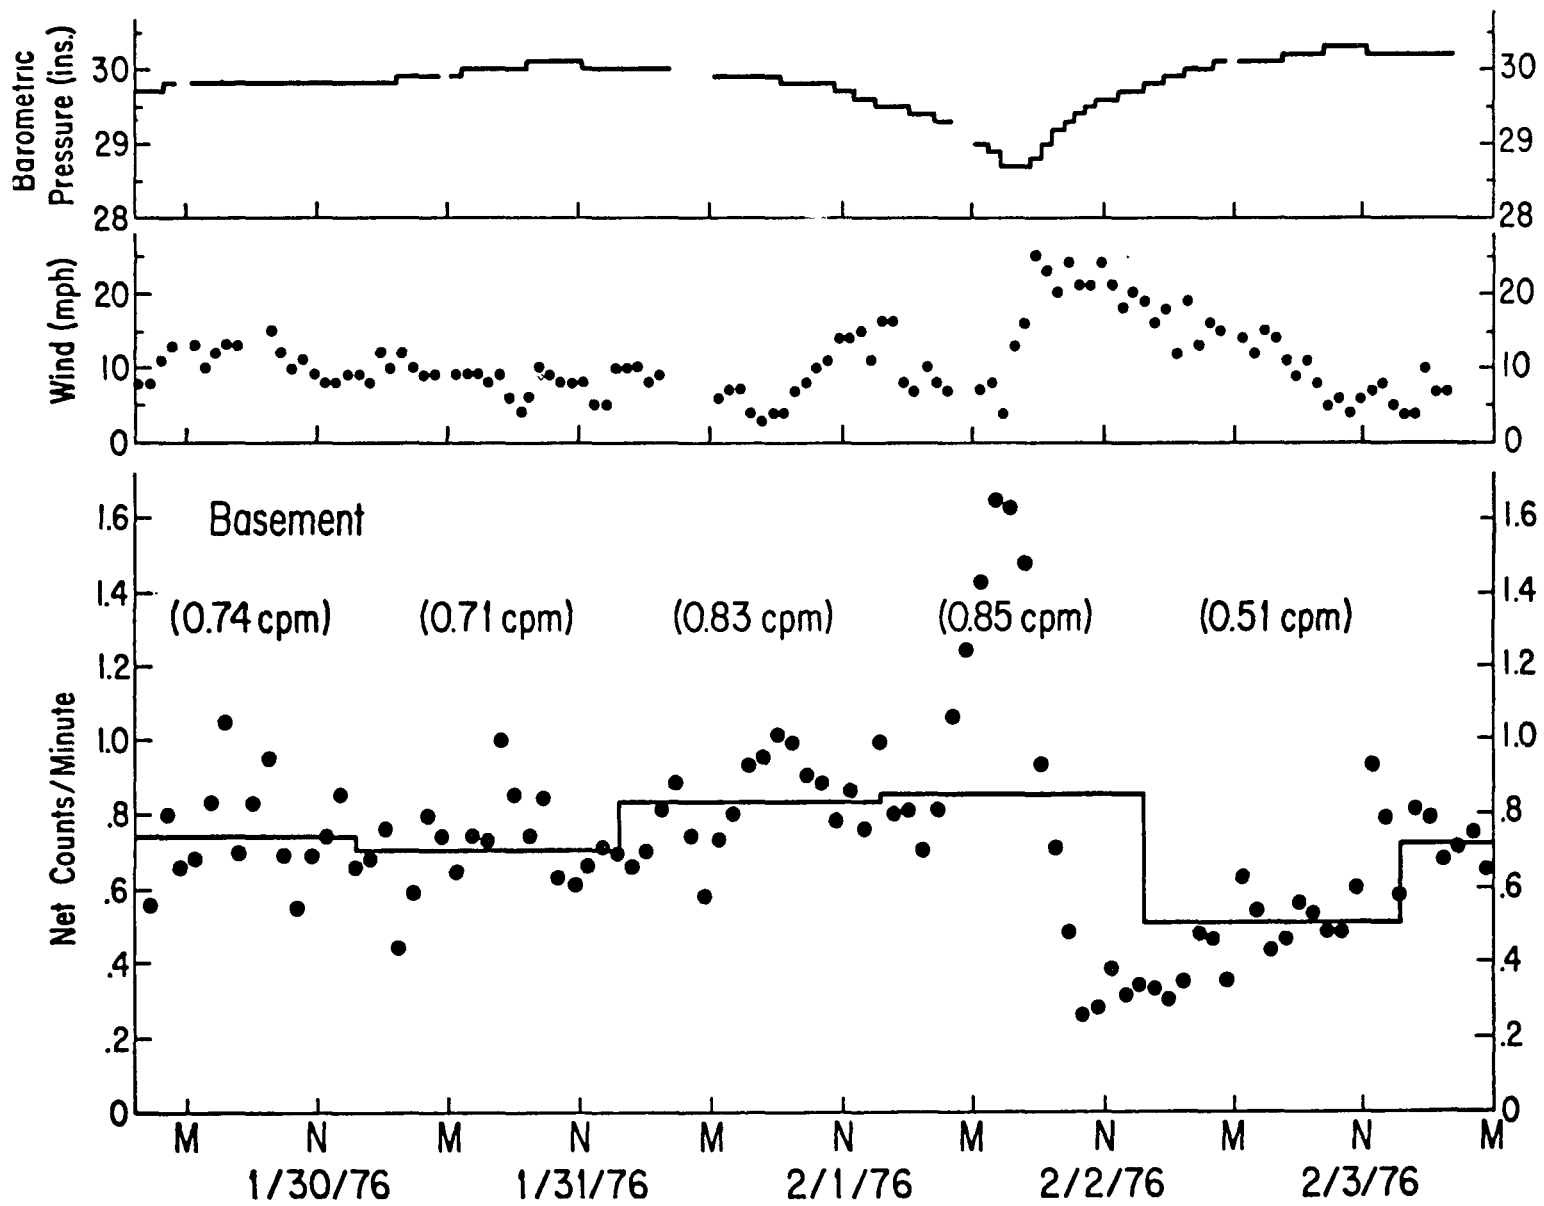 Barometric
Pressure (ins.)
30
29
28
30
29
28
Wind (mph)
20
10
0
20
10
0
Basement
(0.74 cpm)
(0.71 cpm)
(0.83 cpm)
(0.85 cpm)
(0.51 cpm)
Net Counts/Minute
1.6
1.4
1.2
1.0
.8
.6
.4
.2
0
1.6
1.4
1.2
1.0
.8
.6
.4
.2
0
M N M N M N M N M N M
1/30/76 1/31/76 2/1/76 2/2/76 2/3/76